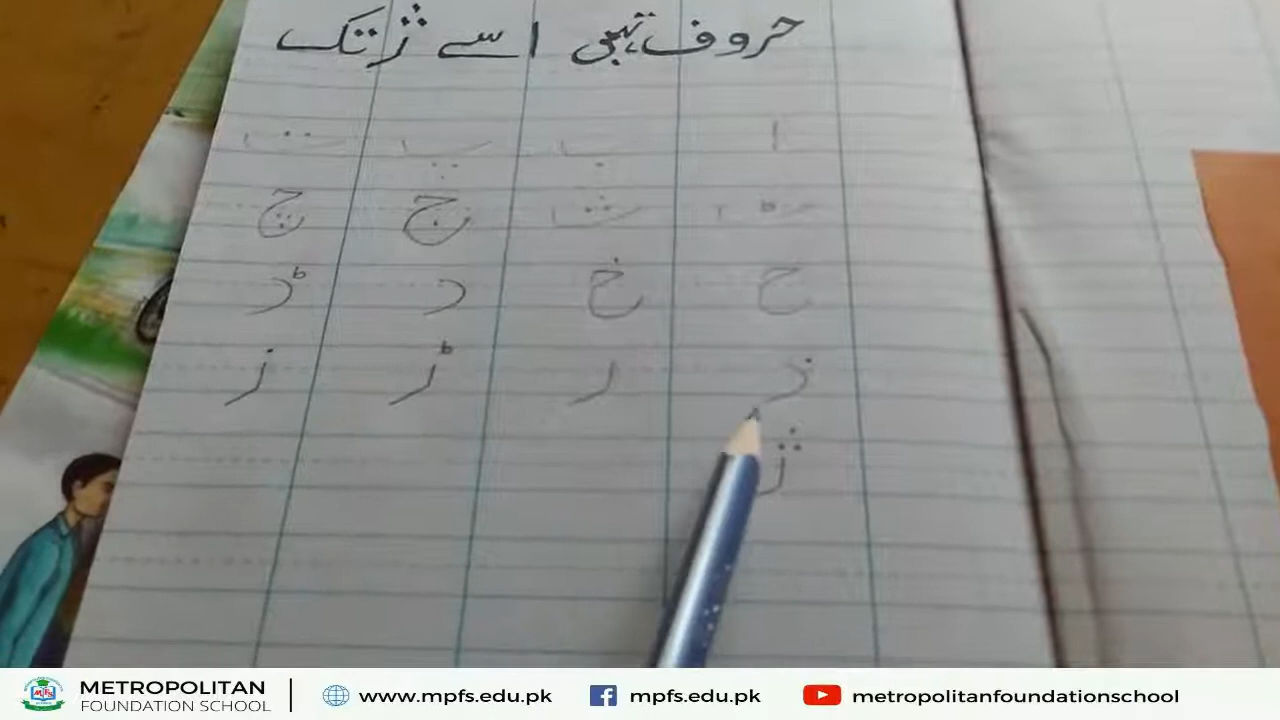 حروف تہجی ا سے ژ تک
ا ب پ ت
ٹ ث ج چ
ح خ د ڈ
ذ ر ڑ ز
ژ
METROPOLITAN
FOUNDATION SCHOOL
www.mpfs.edu.pk
mpfs.edu.pk
metropolitanfoundationschool